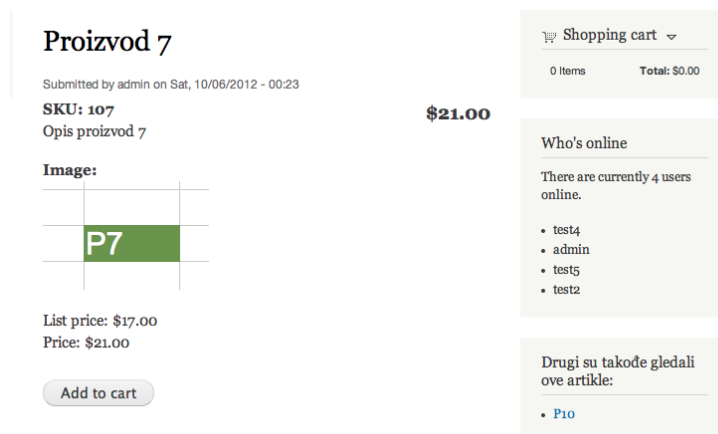 Proizvod 7
Submitted by admin on Sat, 10/06/2012 - 00:23
SKU: 107
$21.00
Opis proizvod 7
Image:
P7
List price: $17.00
Price: $21.00
Add to cart
Shopping cart
0 Items Total: $0.00
Who's online
There are currently 4 users
online.
test4
admin
test5
test2
Drugi su takođe gledali
ove artikle:
P10